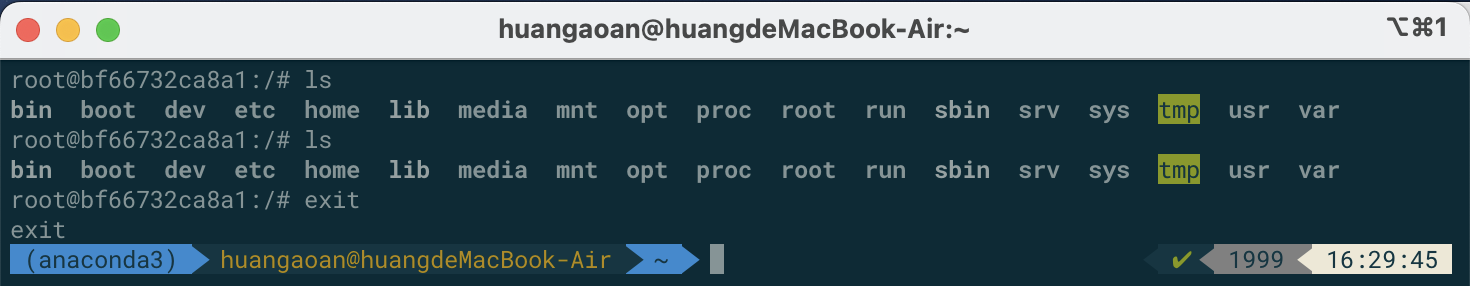 huangaoan@huangdeMacBook-Air:~ ⌥⌘1
root@bf66732ca8a1:/# ls
bin boot dev etc home lib media mnt opt proc root run sbin srv sys tmp usr var
root@bf66732ca8a1:/# ls
bin boot dev etc home lib media mnt opt proc root run sbin srv sys tmp usr var
root@bf66732ca8a1:/# exit
exit
(anaconda3) huangaoan@huangdeMacBook-Air ~ ✔ 1999 16:29:45